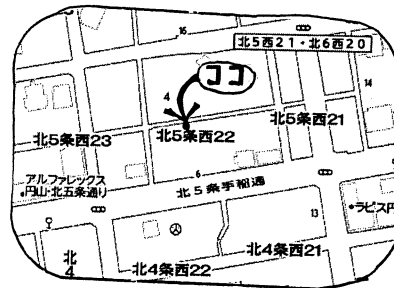 16
北5西21・北6西20
ココ
14
4
北5条西23
北5条西22
北5条西21
アルファレックス
円山・北五条通り
6
北5条手稲通
ラピス円
13
北4
北4条西22
北4条西21